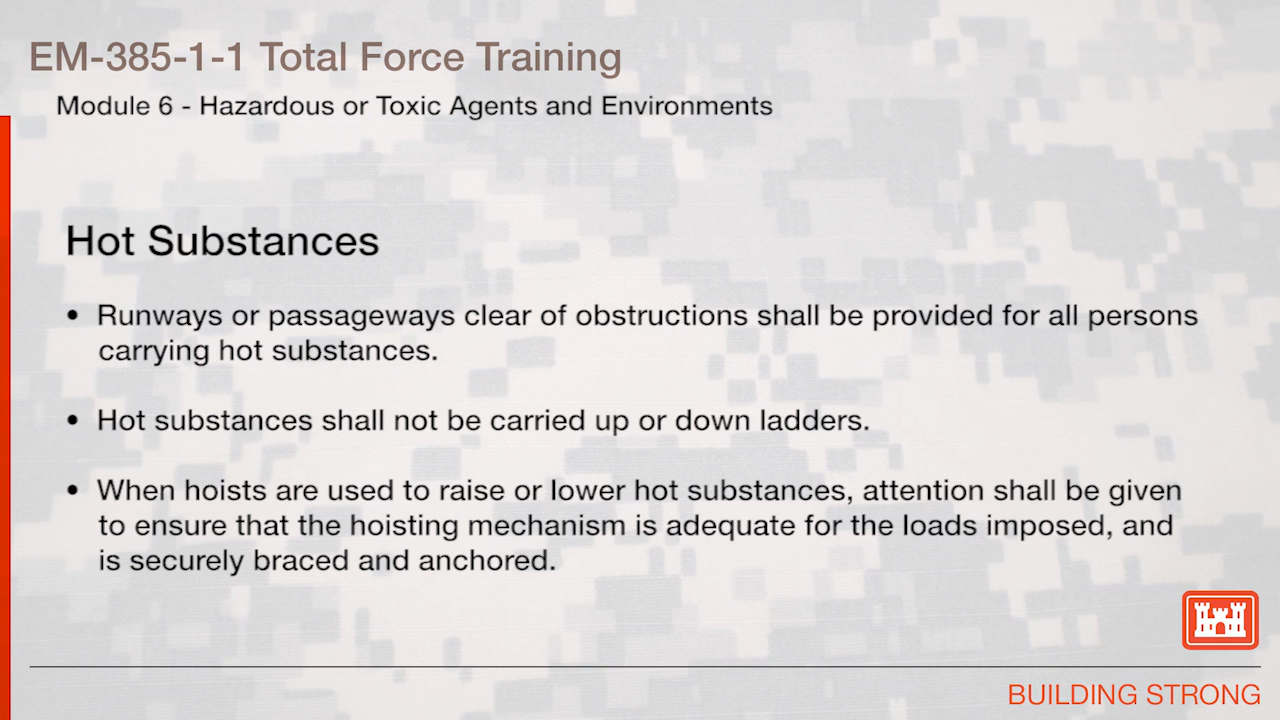 EM-385-1-1 Total Force Training
Module 6 - Hazardous or Toxic Agents and Environments
Hot Substances
• Runways or passageways clear of obstructions shall be provided for all persons
carrying hot substances.
• Hot substances shall not be carried up or down ladders.
• When hoists are used to raise or lower hot substances, attention shall be given
to ensure that the hoisting mechanism is adequate for the loads imposed, and
is securely braced and anchored.
BUILDING STRONG